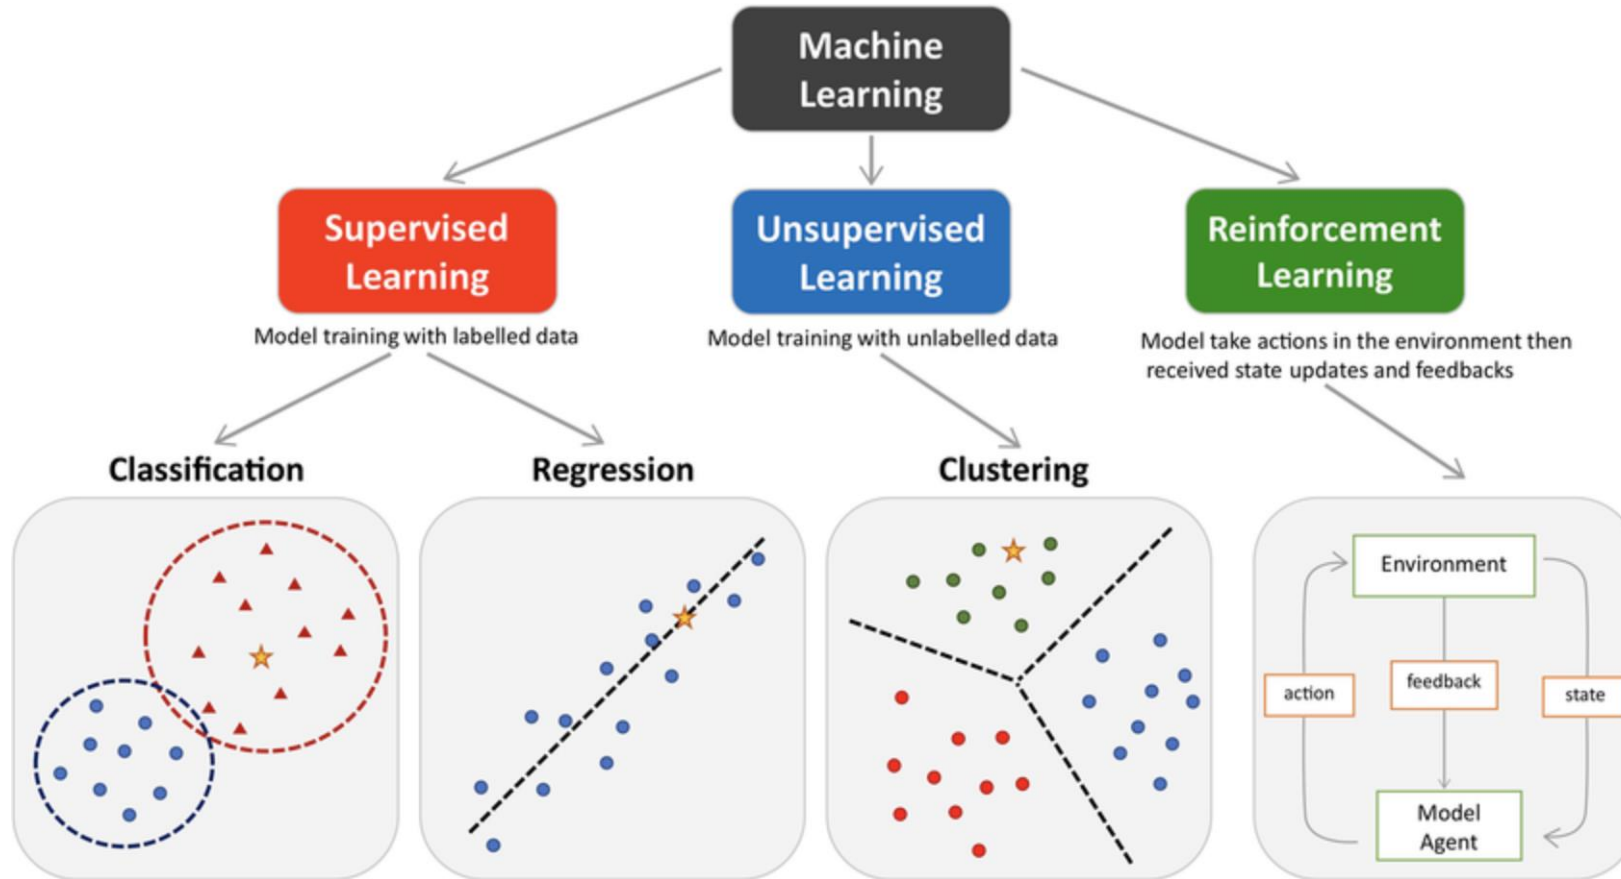 Machine
Learning
Supervised
Learning
Unsupervised
Learning
Reinforcement
Learning
Model training with labelled data
Model training with unlabelled data
Model take actions in the environment then
received state updates and feedbacks
Classification
Regression
Clustering
Environment
action
feedback
state
Model
Agent